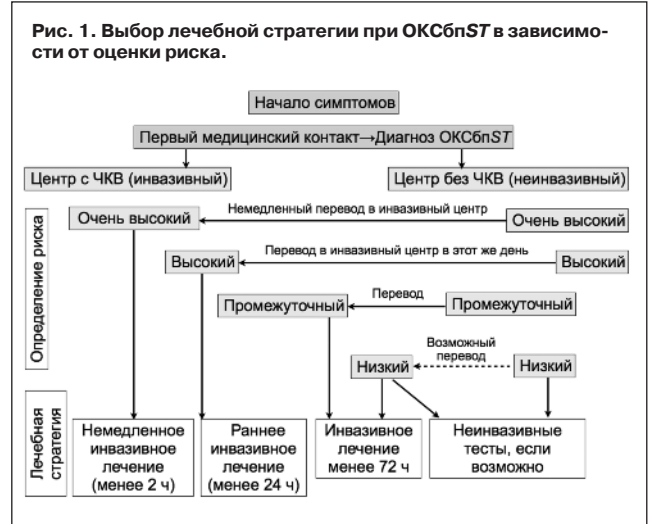 Рис. 1. Выбор лечебной стратегии при ОКСбпST в зависимо-
сти от оценки риска.
Начало симптомов
Первый медицинский контакт→Диагноз ОКСбпST
Центр с ЧКВ (инвазивный)
Центр без ЧКВ (неинвазивный)
Определение риска
Очень высокий
Немедленный перевод в инвазивный центр
Очень высокий
Высокий
Перевод в инвазивный центр в этот же день
Высокий
Промежуточный
Перевод
Промежуточный
Низкий
Возможный
перевод
Низкий
Лечебная
стратегия
Немедленное
инвазивное
лечение
(менее 2 ч)
Раннее
инвазивное
лечение
(менее 24 ч)
Инвазивное
лечение
менее 72 ч
Неинвазивные
тесты, если
возможно